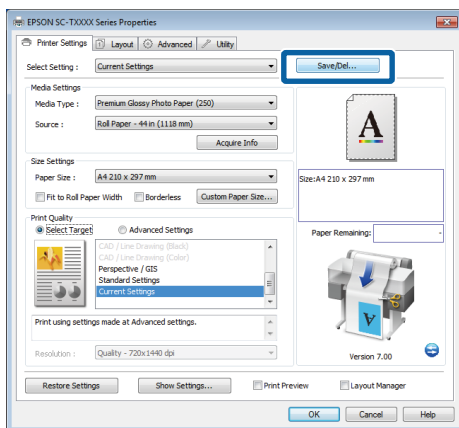 EPSON SC-TXXXX Series Properties
Printer Settings Layout Advanced Utility
Select Setting : Current Settings Save/Del...
Media Settings
Media Type : Premium Glossy Photo Paper (250)
Source : Roll Paper - 44 in (1118 mm)
Acquire Info
Size Settings
Paper Size : A4 210 x 297 mm
Fit to Roll Paper Width Borderless Custom Paper Size...
A
Size:A4 210 x 297 mm
Print Quality
Select Target Advanced Settings
CAD / Line Drawing (Black)
CAD / Line Drawing (Color)
Perspective / GIS
Standard Settings
Current Settings
Print using settings made at Advanced settings.
Resolution : Quality - 720x1440 dpi
Paper Remaining: -
A
Version 7.00
Restore Settings Show Settings... Print Preview Layout Manager
OK Cancel Help